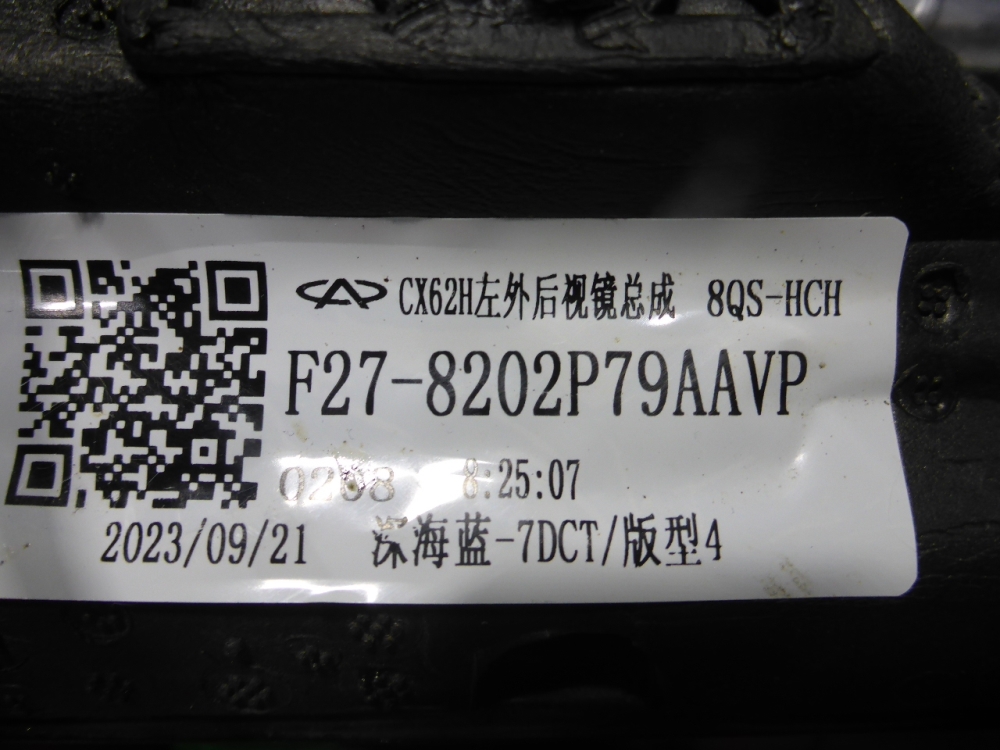 CX62H左外后视镜总成 8QS-HCH
F27-8202P79AAVP
0268 8:25:07
2023/09/21 深海蓝-7DCT/版型4